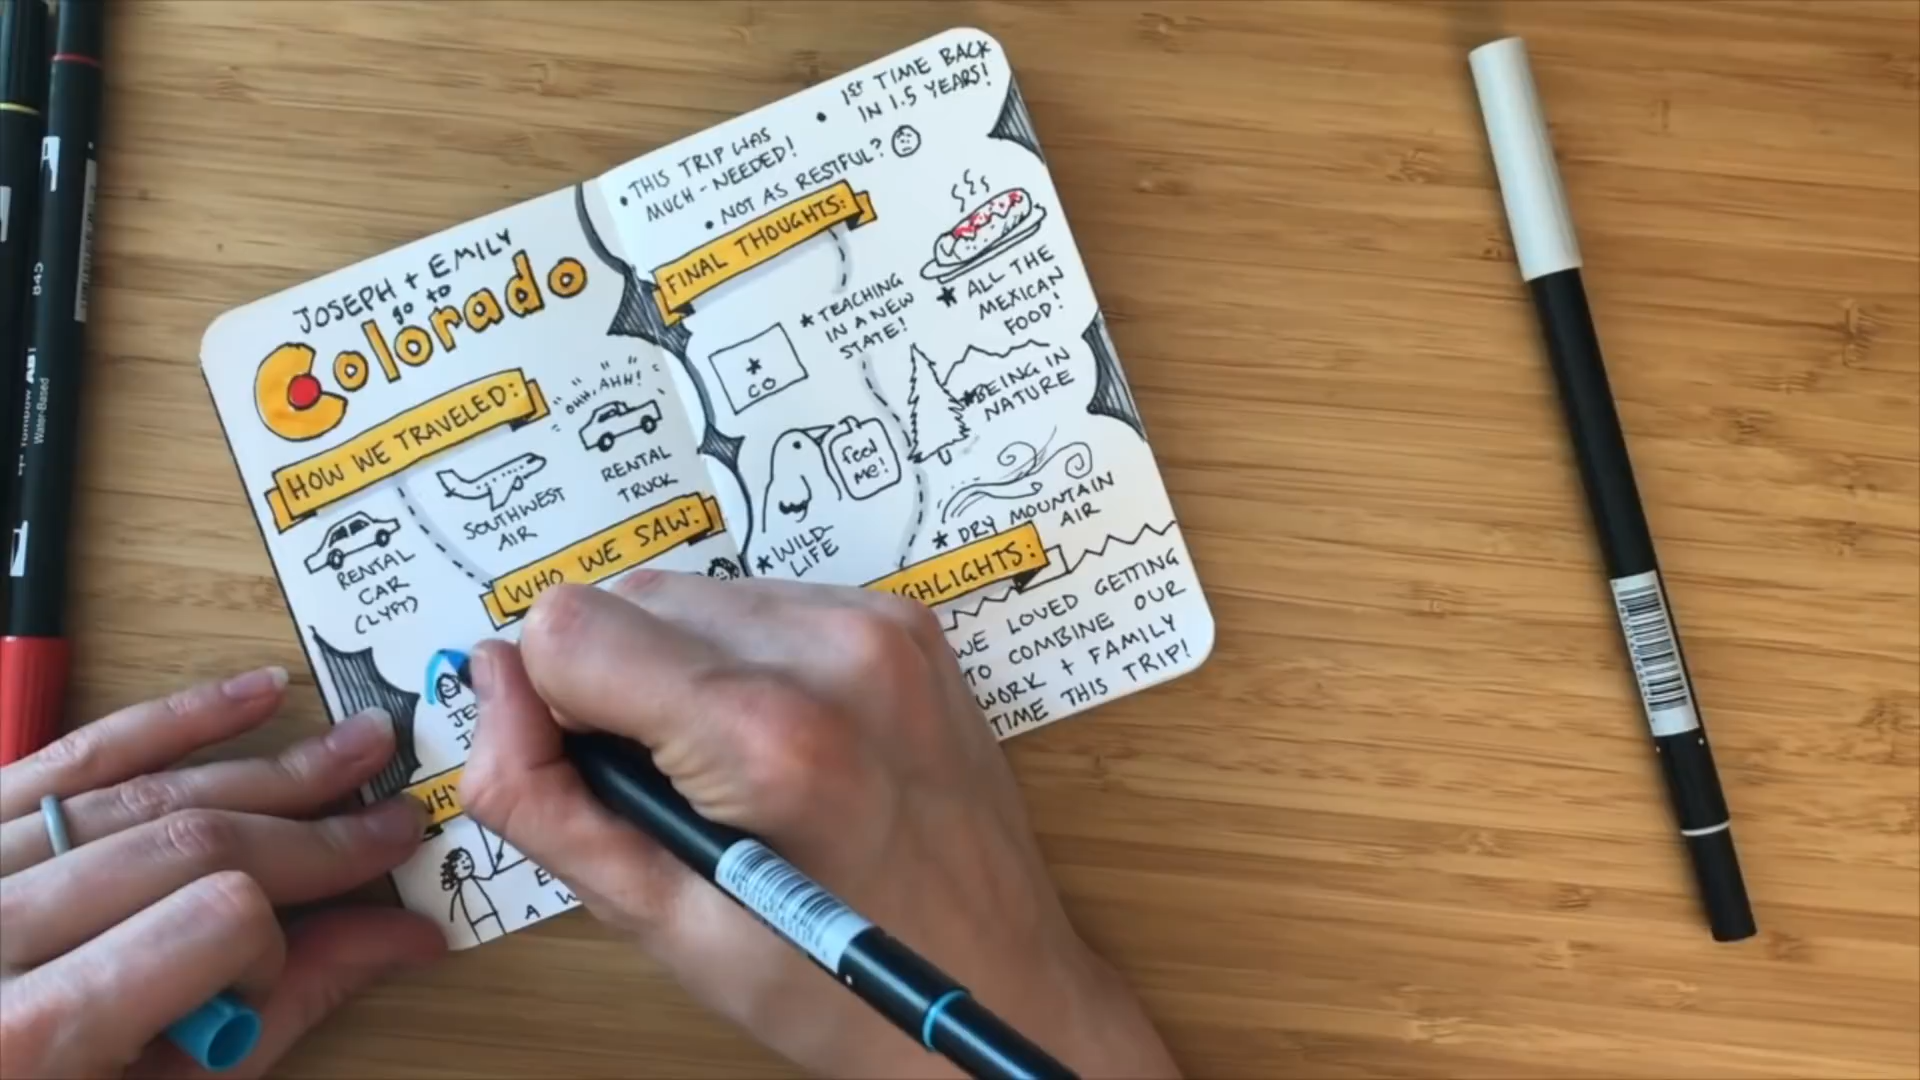 JOSEPH + EMILY
go to
Colorado
HOW WE TRAVELED:
RENTAL
CAR
(LYFT)
SOUTHWEST
AIR
"OHH, AHH!"
RENTAL
TRUCK
WHO WE SAW:
• THIS TRIP WAS
MUCH-NEEDED!
• 1ST TIME BACK
IN 1.5 YEARS!
• NOT AS RESTFUL?
FINAL THOUGHTS:
CO
* TEACHING
IN A NEW
STATE!
* ALL THE
MEXICAN
FOOD!
* BEING IN
NATURE
feed
me!
* WILD-
LIFE
* DRY MOUNTAIN
AIR
GHLIGHTS:
WE LOVED GETTING
TO COMBINE OUR
WORK + FAMILY
TIME THIS TRIP!
845
Water-Based